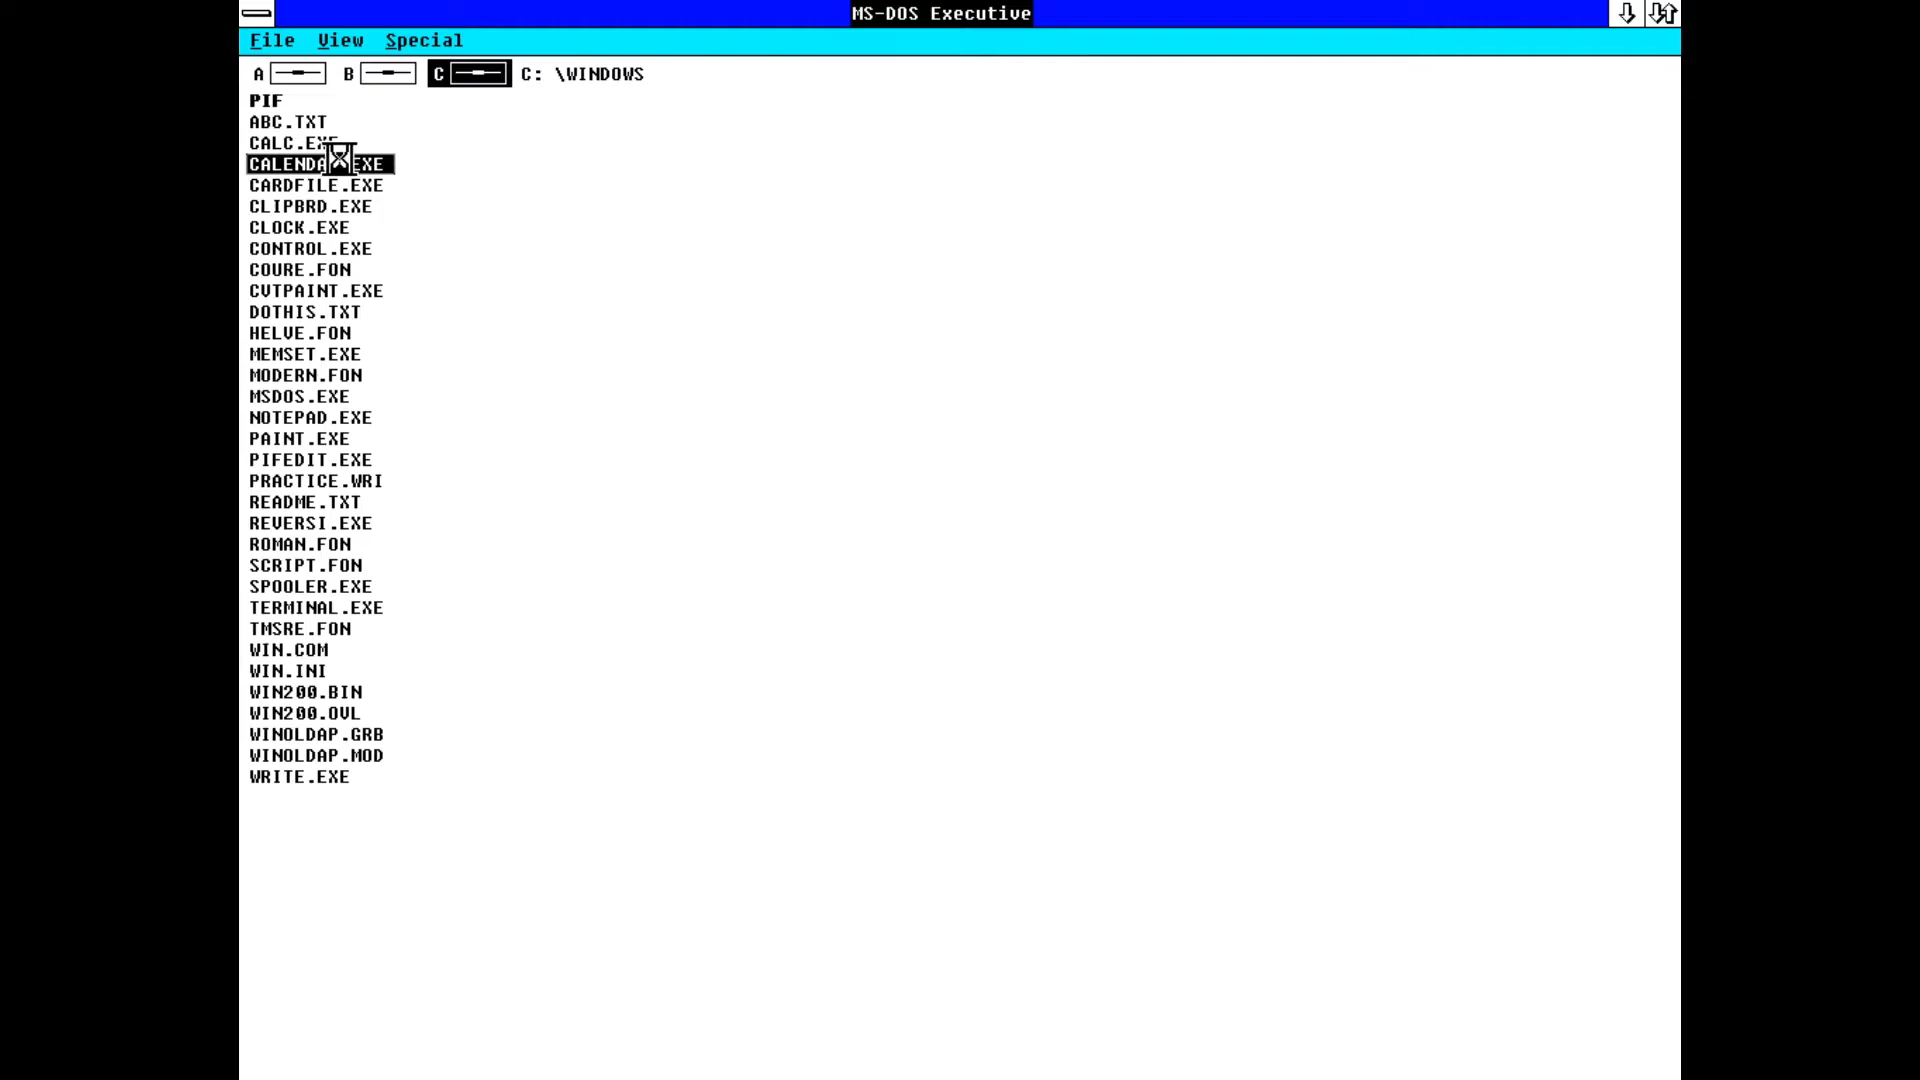 MS-DOS Executive
File View Special
A B C C: \WINDOWS
PIF
ABC.TXT
CALC.EXE
CALENDAR.EXE
CARDFILE.EXE
CLIPBRD.EXE
CLOCK.EXE
CONTROL.EXE
COURE.FON
CVTPAINT.EXE
DOTHIS.TXT
HELVE.FON
MEMSET.EXE
MODERN.FON
MSDOS.EXE
NOTEPAD.EXE
PAINT.EXE
PIFEDIT.EXE
PRACTICE.WRI
README.TXT
REVERSI.EXE
ROMAN.FON
SCRIPT.FON
SPOOLER.EXE
TERMINAL.EXE
TMSRE.FON
WIN.COM
WIN.INI
WIN200.BIN
WIN200.OVL
WINOLDAP.GRB
WINOLDAP.MOD
WRITE.EXE